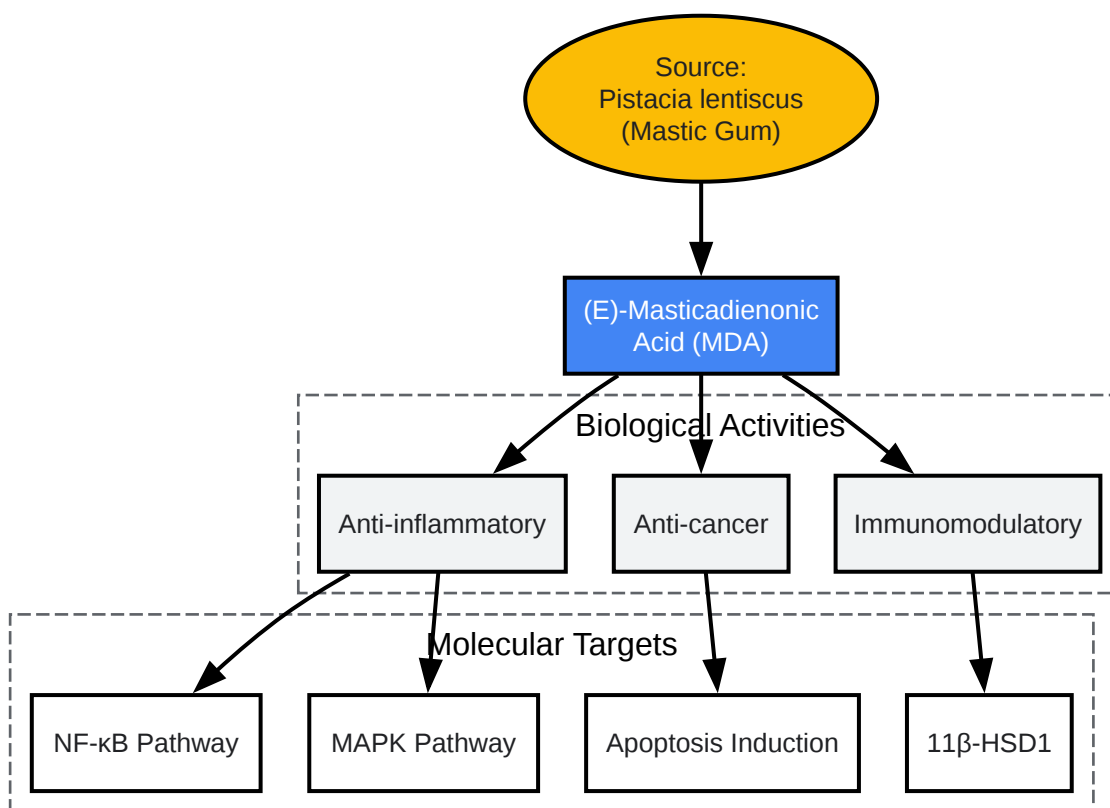 Source:
Pistacia lentiscus
(Mastic Gum)
(E)-Masticadienonic
Acid (MDA)
Biological Activities
Anti-inflammatory
Anti-cancer
Immunomodulatory
Molecular Targets
NF-κB Pathway
MAPK Pathway
Apoptosis Induction
11β-HSD1